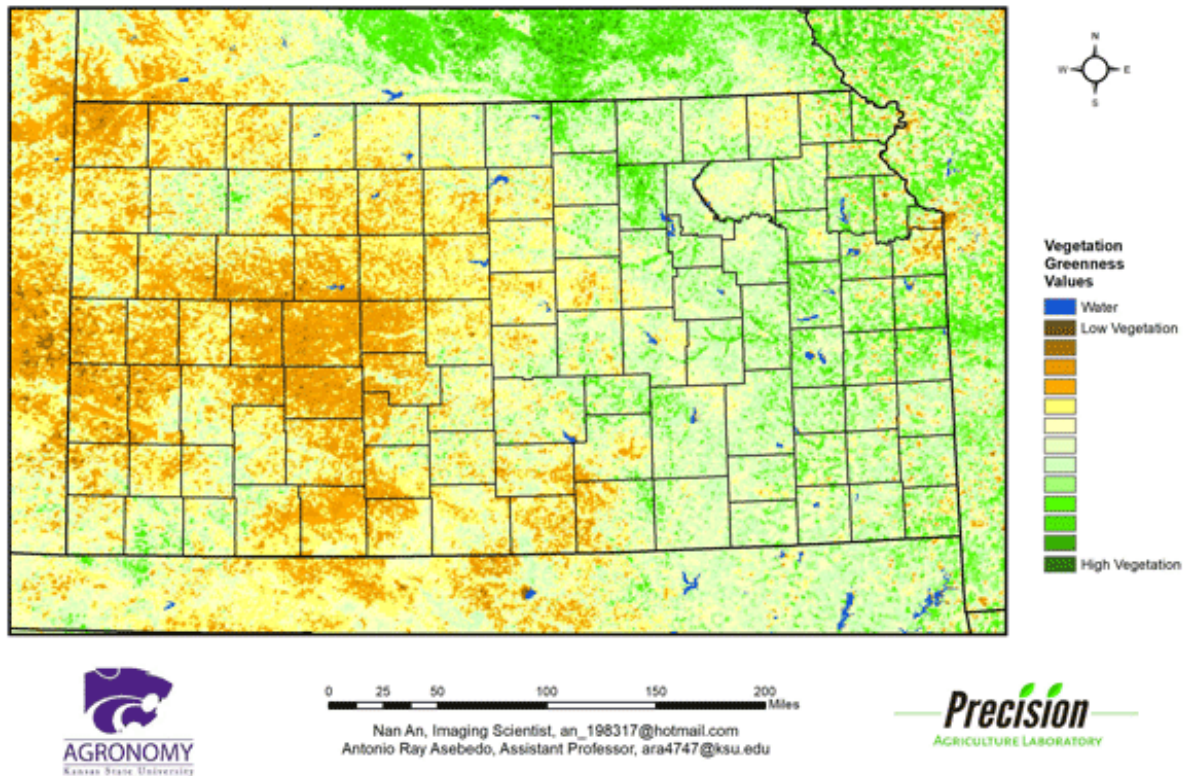 N
W
E
S
Vegetation
Greenness
Values
Water
Low Vegetation
High Vegetation
0
25
50
100
150
200
Miles
Nan An, Imaging Scientist, an_198317@hotmail.com
Antonio Ray Asebedo, Assistant Professor, ara4747@ksu.edu
AGRONOMY
Kansas State University
Precision
AGRICULTURE LABORATORY